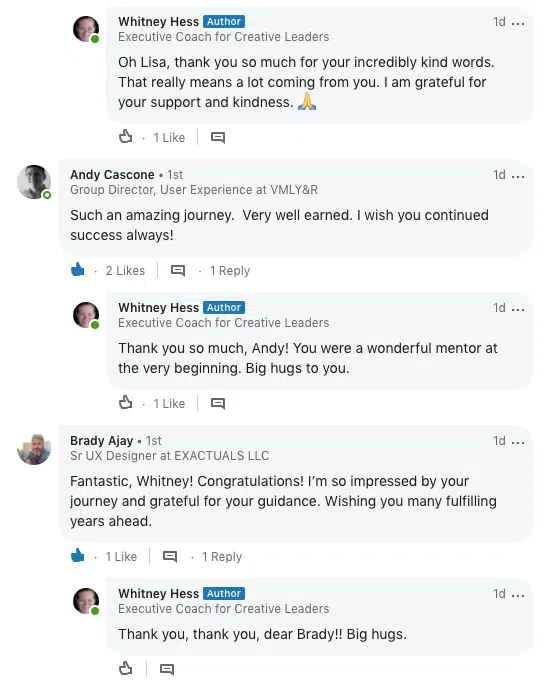 Whitney Hess Author 1d ...
Executive Coach for Creative Leaders
Oh Lisa, thank you so much for your incredibly kind words.
That really means a lot coming from you. I am grateful for
your support and kindness. 🙏
· 1 Like
Andy Cascone • 1st 1d ...
Group Director, User Experience at VMLY&R
Such an amazing journey.  Very well earned. I wish you continued
success always!
· 2 Likes · 1 Reply
Whitney Hess Author 1d ...
Executive Coach for Creative Leaders
Thank you so much, Andy! You were a wonderful mentor at
the very beginning. Big hugs to you.
· 1 Like
Brady Ajay • 1st 1d ...
Sr UX Designer at EXACTUALS LLC
Fantastic, Whitney! Congratulations! I’m so impressed by your
journey and grateful for your guidance. Wishing you many fulfilling
years ahead.
· 1 Like · 1 Reply
Whitney Hess Author 1d ...
Executive Coach for Creative Leaders
Thank you, thank you, dear Brady!! Big hugs.